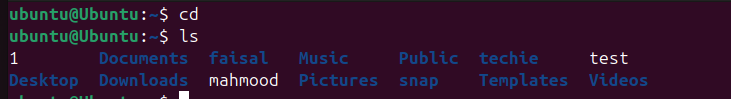 ubuntu@Ubuntu:~$ cd
ubuntu@Ubuntu:~$ ls
1 Documents faisal Music Public techie test
Desktop Downloads mahmood Pictures snap Templates Videos
ubuntu@Ubuntu:~$